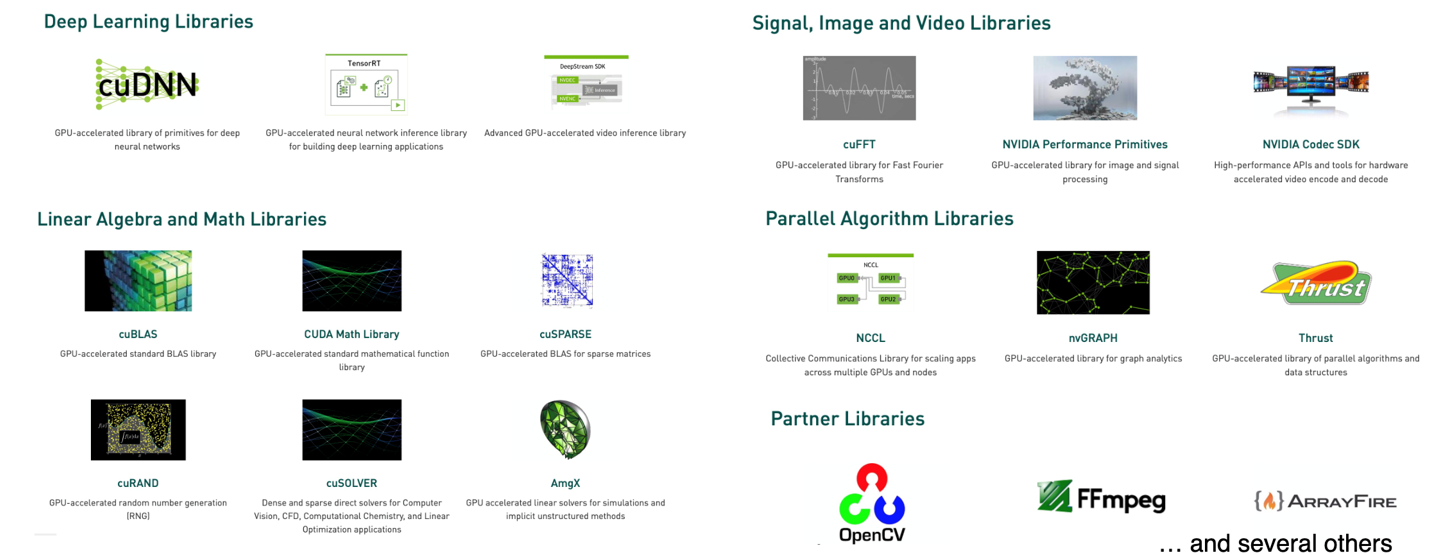 Deep Learning Libraries
cuDNN
GPU-accelerated library of primitives for deep
neural networks
TensorRT
GPU-accelerated neural network inference library
for building deep learning applications
DeepStream SDK
NVDEC
NVENC
Inference
Advanced GPU-accelerated video inference library
Linear Algebra and Math Libraries
cuBLAS
GPU-accelerated standard BLAS library
CUDA Math Library
GPU-accelerated standard mathematical function
library
cuSPARSE
GPU-accelerated BLAS for sparse matrices
cuRAND
GPU-accelerated random number generation
(RNG)
cuSOLVER
Dense and sparse direct solvers for Computer
Vision, CFD, Computational Chemistry, and Linear
Optimization applications
AmgX
GPU accelerated linear solvers for simulations and
implicit unstructured methods
Signal, Image and Video Libraries
amplitude
time, secs
cuFFT
GPU-accelerated library for Fast Fourier
Transforms
NVIDIA Performance Primitives
GPU-accelerated library for image and signal
processing
NVIDIA Codec SDK
High-performance APIs and tools for hardware
accelerated video encode and decode
Parallel Algorithm Libraries
NCCL
GPU0 GPU1
GPU3 GPU2
NCCL
Collective Communications Library for scaling apps
across multiple GPUs and nodes
nvGRAPH
GPU-accelerated library for graph analytics
Thrust
Thrust
GPU-accelerated library of parallel algorithms and
data structures
Partner Libraries
OpenCV
FFmpeg
ARRAYFIRE
... and several others